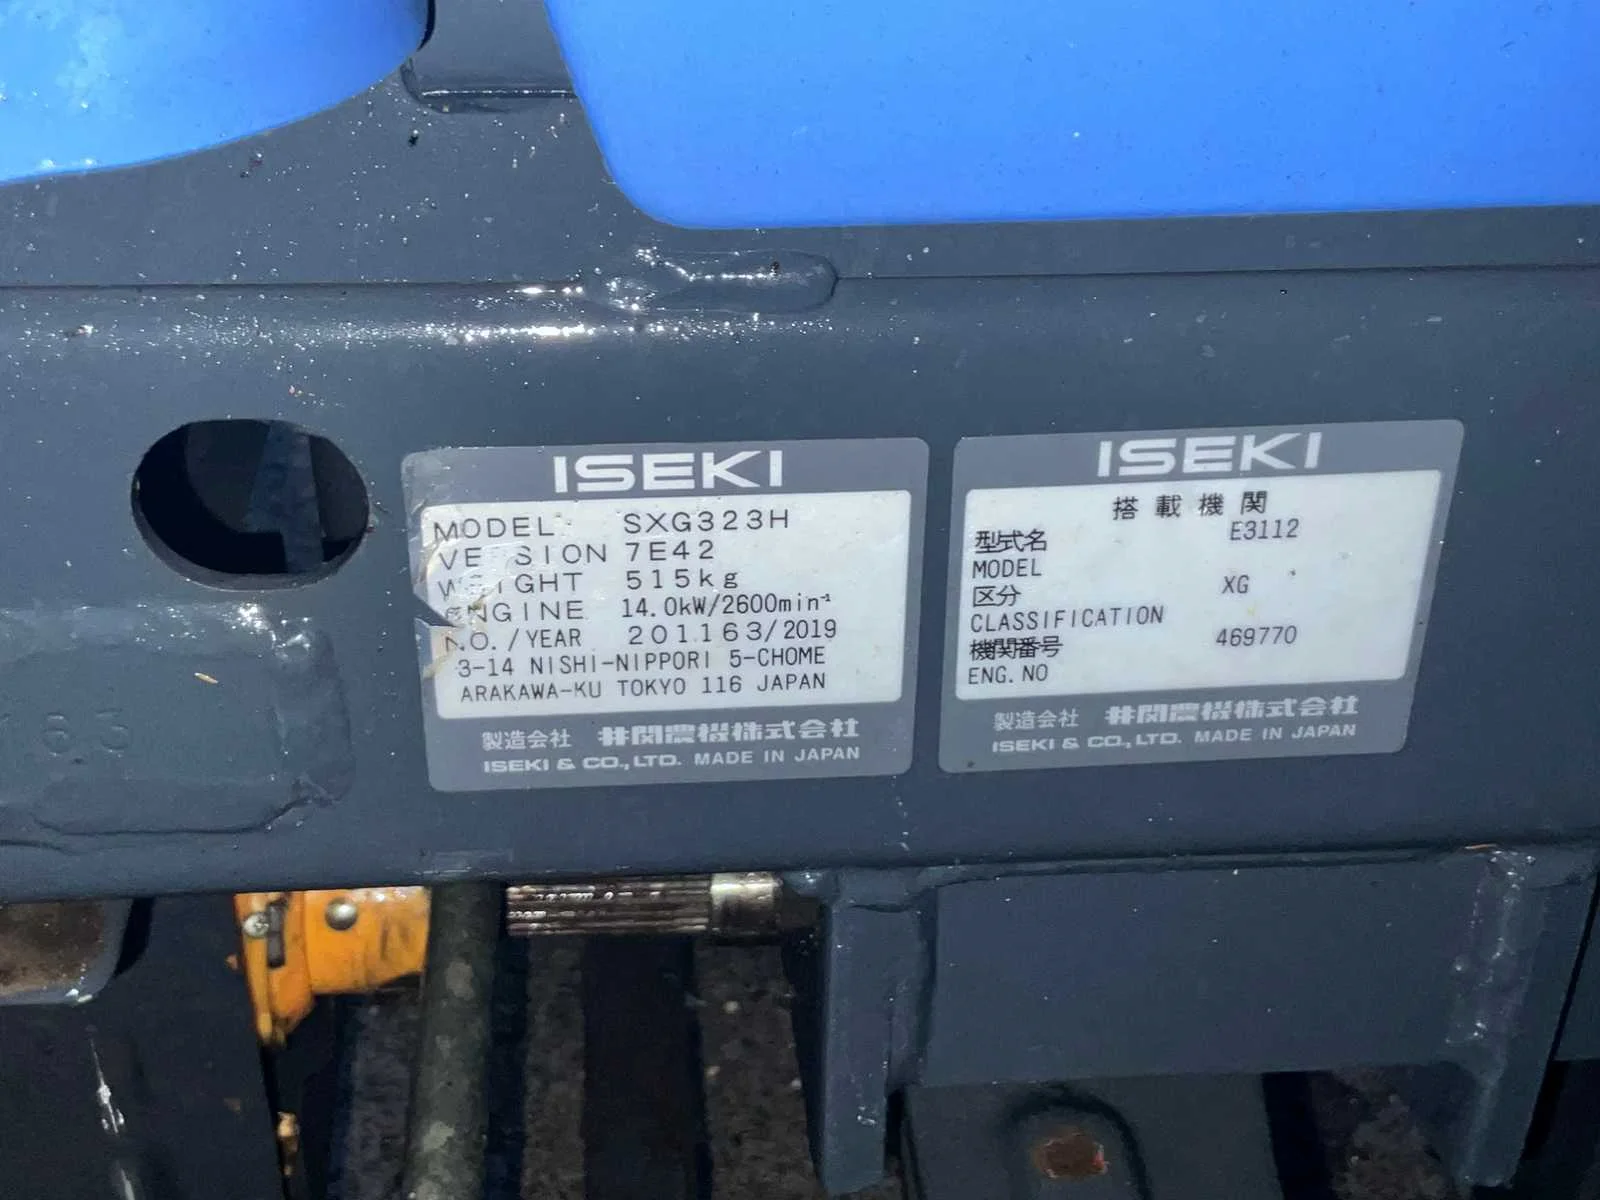 ISEKI
MODEL SXG323H
VE SION 7E42
WEIGHT 515kg
ENGINE 14.0kW/2600min⁻¹
NO./YEAR 201163/2019
3-14 NISHI-NIPPORI 5-CHOME
ARAKAWA-KU TOKYO 116 JAPAN
製造会社 井関農機株式会社
ISEKI & CO., LTD. MADE IN JAPAN
ISEKI
搭載機関
型式名 E3112
MODEL
区分 XG
CLASSIFICATION
機関番号 469770
ENG. NO
製造会社 井関農機株式会社
ISEKI & CO., LTD. MADE IN JAPAN